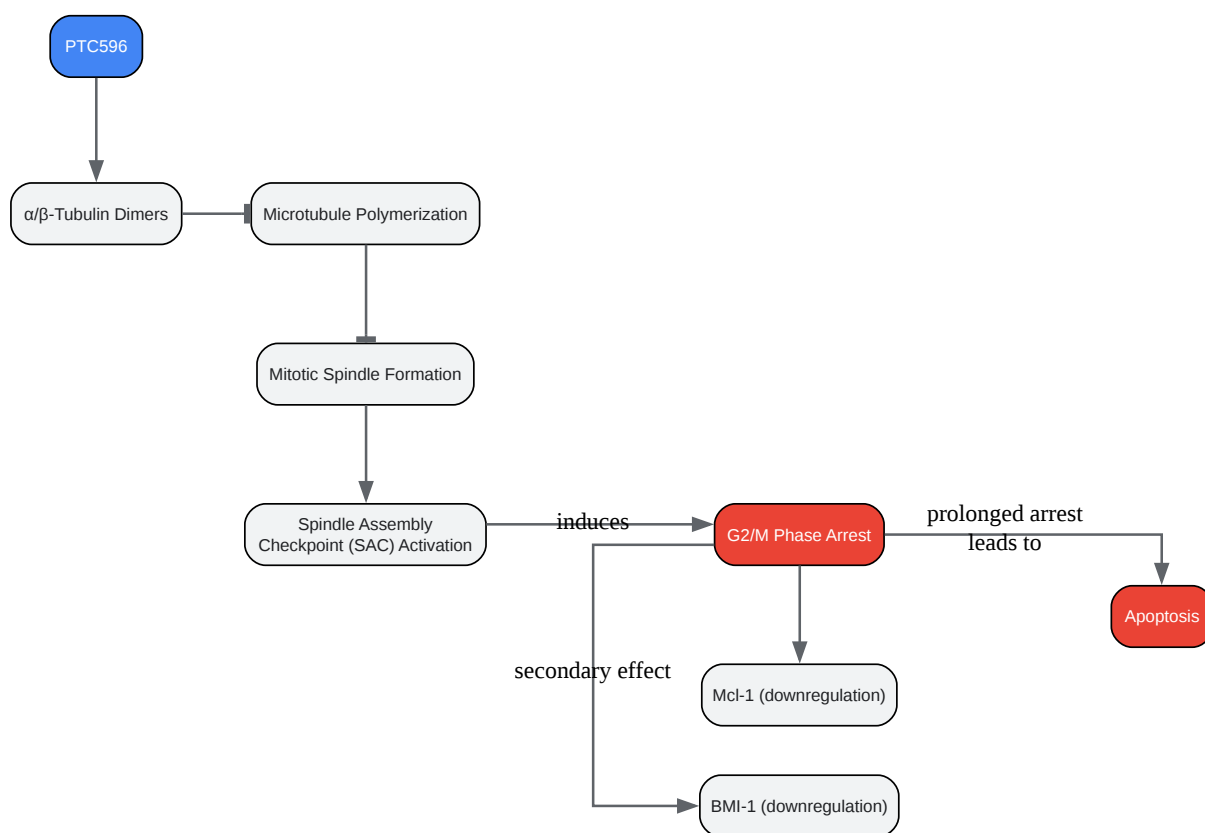 PTC596
α/β-Tubulin Dimers
Microtubule Polymerization
Mitotic Spindle Formation
Spindle Assembly
Checkpoint (SAC) Activation
induces
G2/M Phase Arrest
prolonged arrest
leads to
Apoptosis
secondary effect
Mcl-1 (downregulation)
BMI-1 (downregulation)